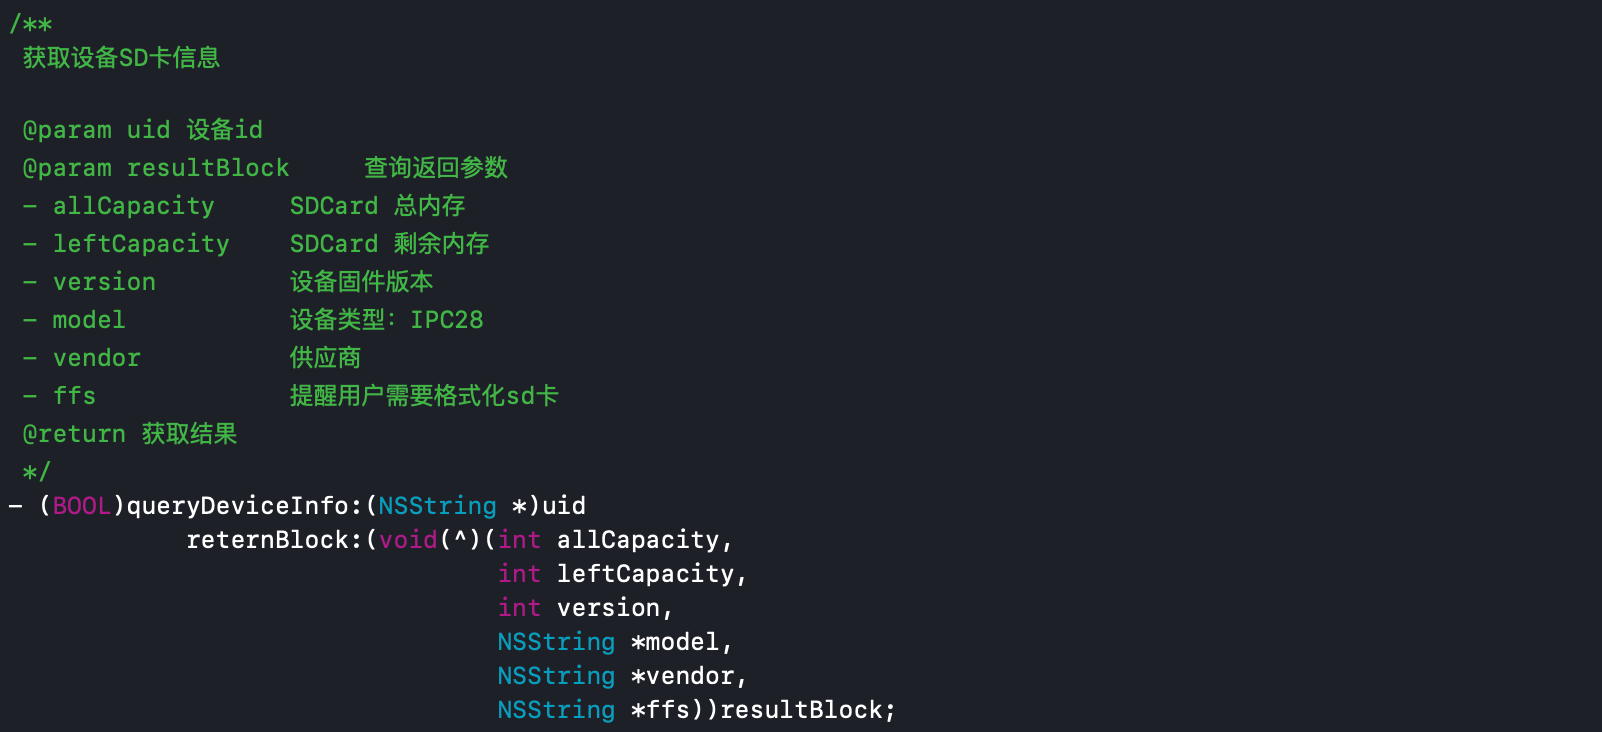 /**
获取设备SD卡信息
@param uid 设备id
@param resultBlock 查询返回参数
- allCapacity SDCard 总内存
- leftCapacity SDCard 剩余内存
- version 设备固件版本
- model 设备类型：IPC28
- vendor 供应商
- ffs 提醒用户需要格式化sd卡
@return 获取结果
*/
- (BOOL)queryDeviceInfo:(NSString *)uid
reternBlock:(void(^)(int allCapacity,
int leftCapacity,
int version,
NSString *model,
NSString *vendor,
NSString *ffs))resultBlock;